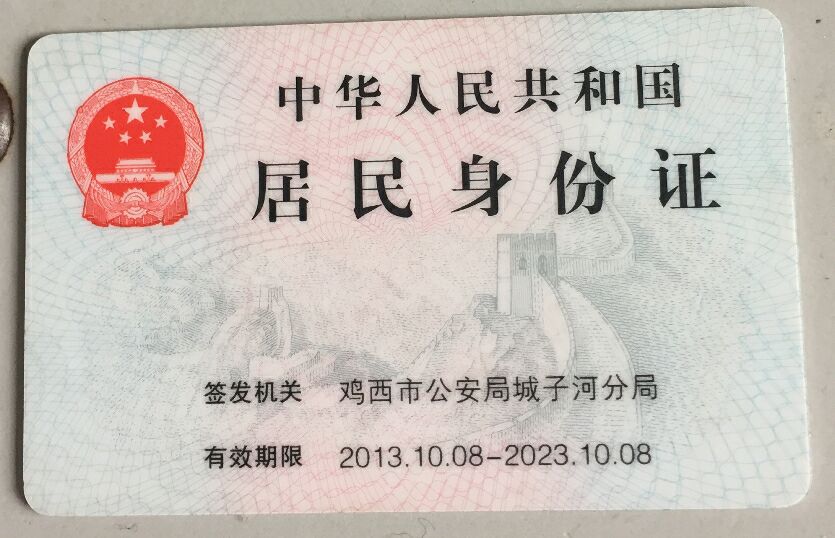 中华人民共和国
居民身份证
签发机关 鸡西市公安局城子河分局
有效期限 2013.10.08-2023.10.08